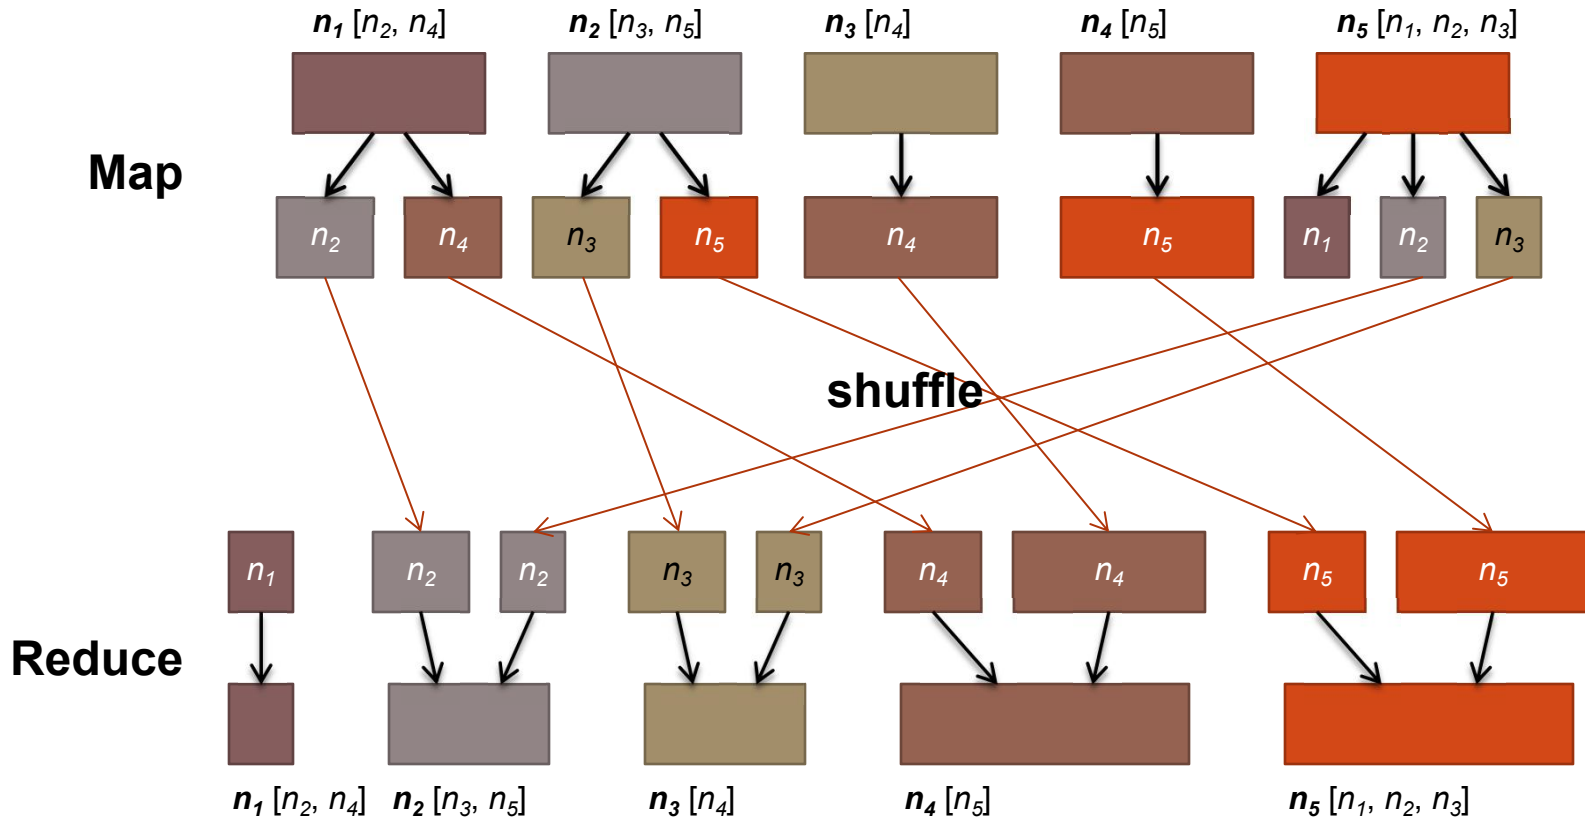 n₁ [n₂, n₄] n₂ [n₃, n₅] n₃ [n₄] n₄ [n₅] n₅ [n₁, n₂, n₃]
Map
n₂ n₄ n₃ n₅ n₄ n₅ n₁ n₂ n₃
shuffle
n₁ n₂ n₂ n₃ n₃ n₄ n₄ n₅ n₅
Reduce
n₁ [n₂, n₄] n₂ [n₃, n₅] n₃ [n₄] n₄ [n₅] n₅ [n₁, n₂, n₃]